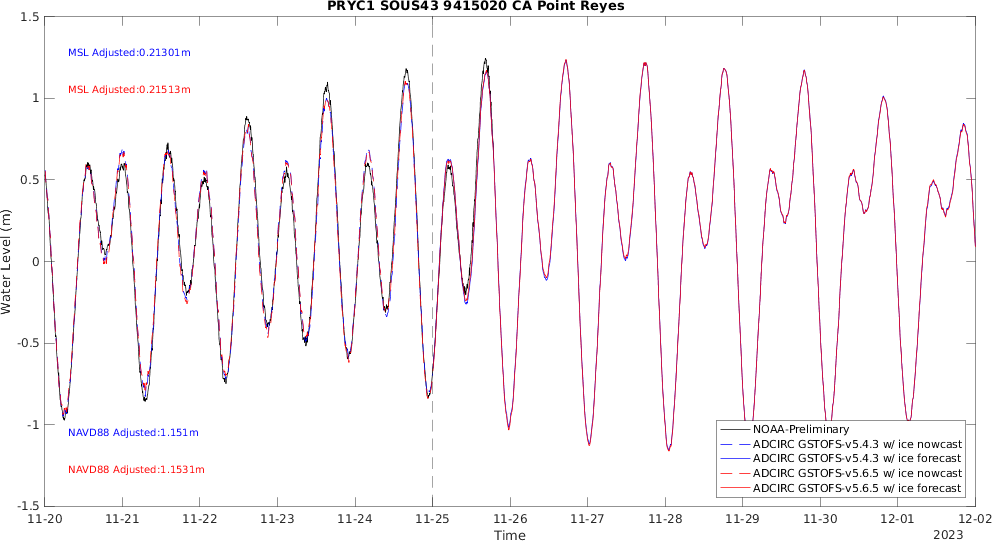 PRYC1 SOUS43 9415020 CA Point Reyes
1.5
MSL Adjusted:0.21301m
1
MSL Adjusted:0.21513m
0.5
Water Level (m)
0
-0.5
-1
NAVD88 Adjusted:1.151m
NOAA-Preliminary
ADCIRC GSTOFS-v5.4.3 w/ ice nowcast
ADCIRC GSTOFS-v5.4.3 w/ ice forecast
NAVD88 Adjusted:1.1531m
ADCIRC GSTOFS-v5.6.5 w/ ice nowcast
ADCIRC GSTOFS-v5.6.5 w/ ice forecast
-1.5
11-20 11-21 11-22 11-23 11-24 11-25 11-26 11-27 11-28 11-29 11-30 12-01 12-02
Time
2023